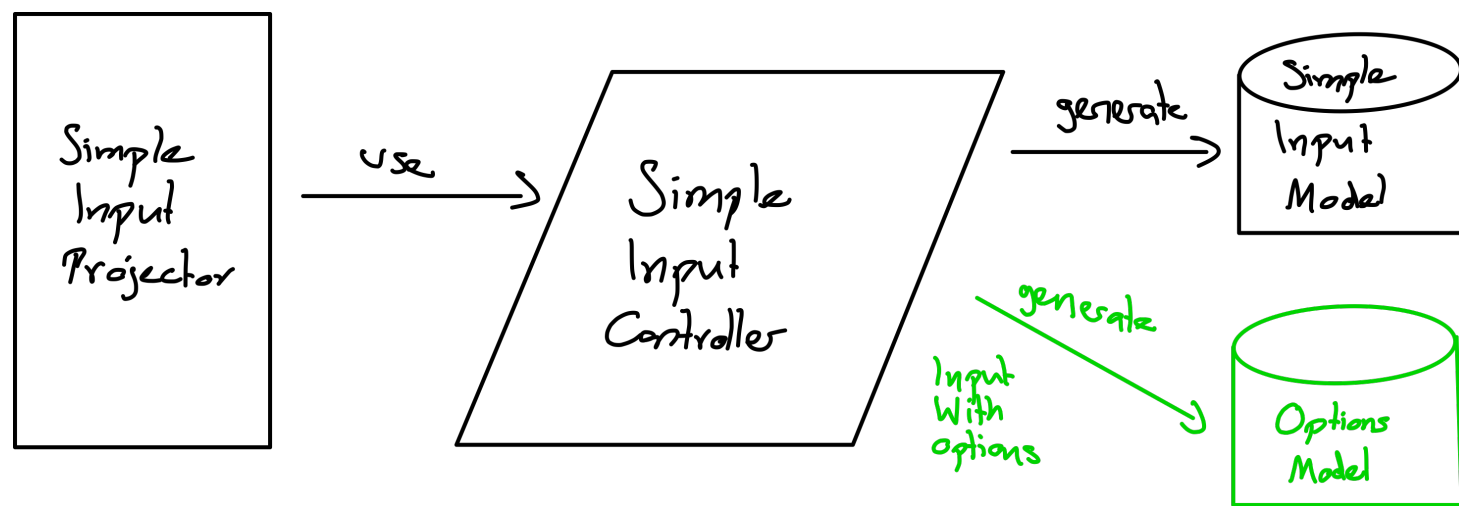 Simple
Input
Projector
use
Simple
Input
Controller
generate
Simple
Input
Model
generate
Input
With
options
Options
Model